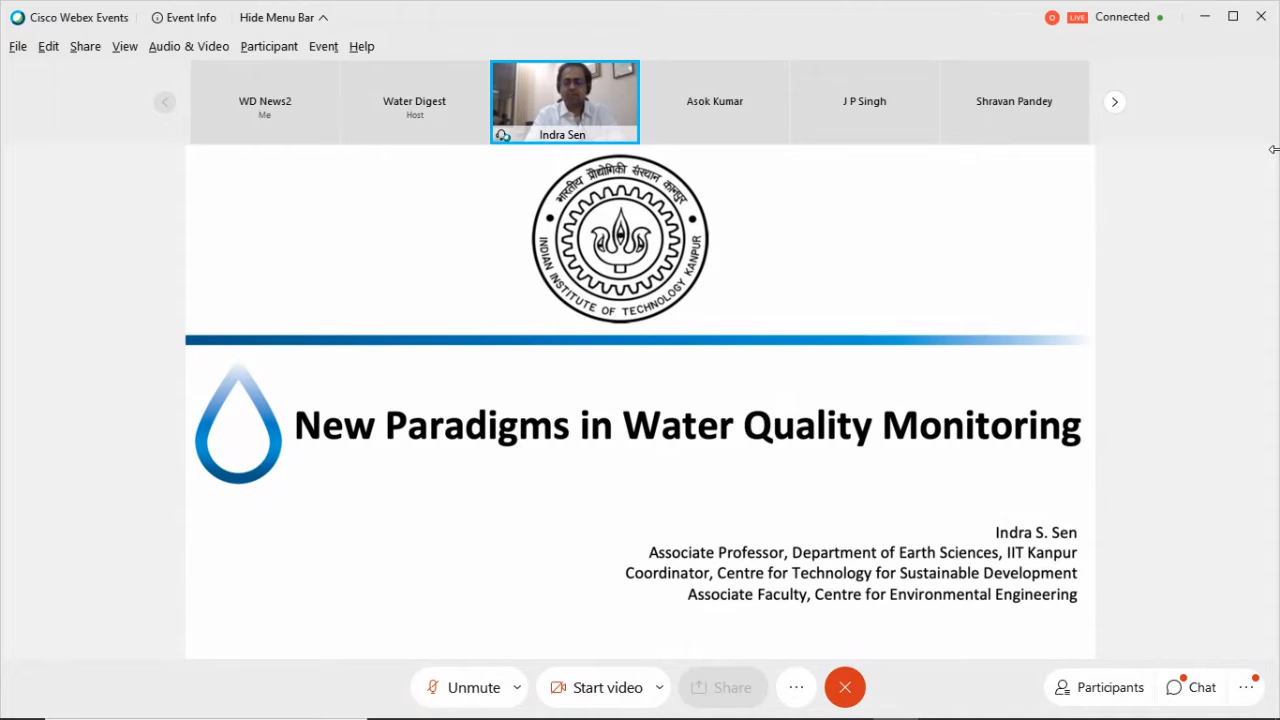 Cisco Webex Events
Event Info
Hide Menu Bar
LIVE
Connected
File Edit Share View Audio & Video Participant Event Help
WD News2
Me
Water Digest
Host
Indra Sen
Asok Kumar
J P Singh
Shravan Pandey
भारतीय प्रौद्योगिकी संस्थान कानपुर
INDIAN INSTITUTE OF TECHNOLOGY KANPUR
New Paradigms in Water Quality Monitoring
Indra S. Sen
Associate Professor, Department of Earth Sciences, IIT Kanpur
Coordinator, Centre for Technology for Sustainable Development
Associate Faculty, Centre for Environmental Engineering
Unmute
Start video
Share
Participants
Chat